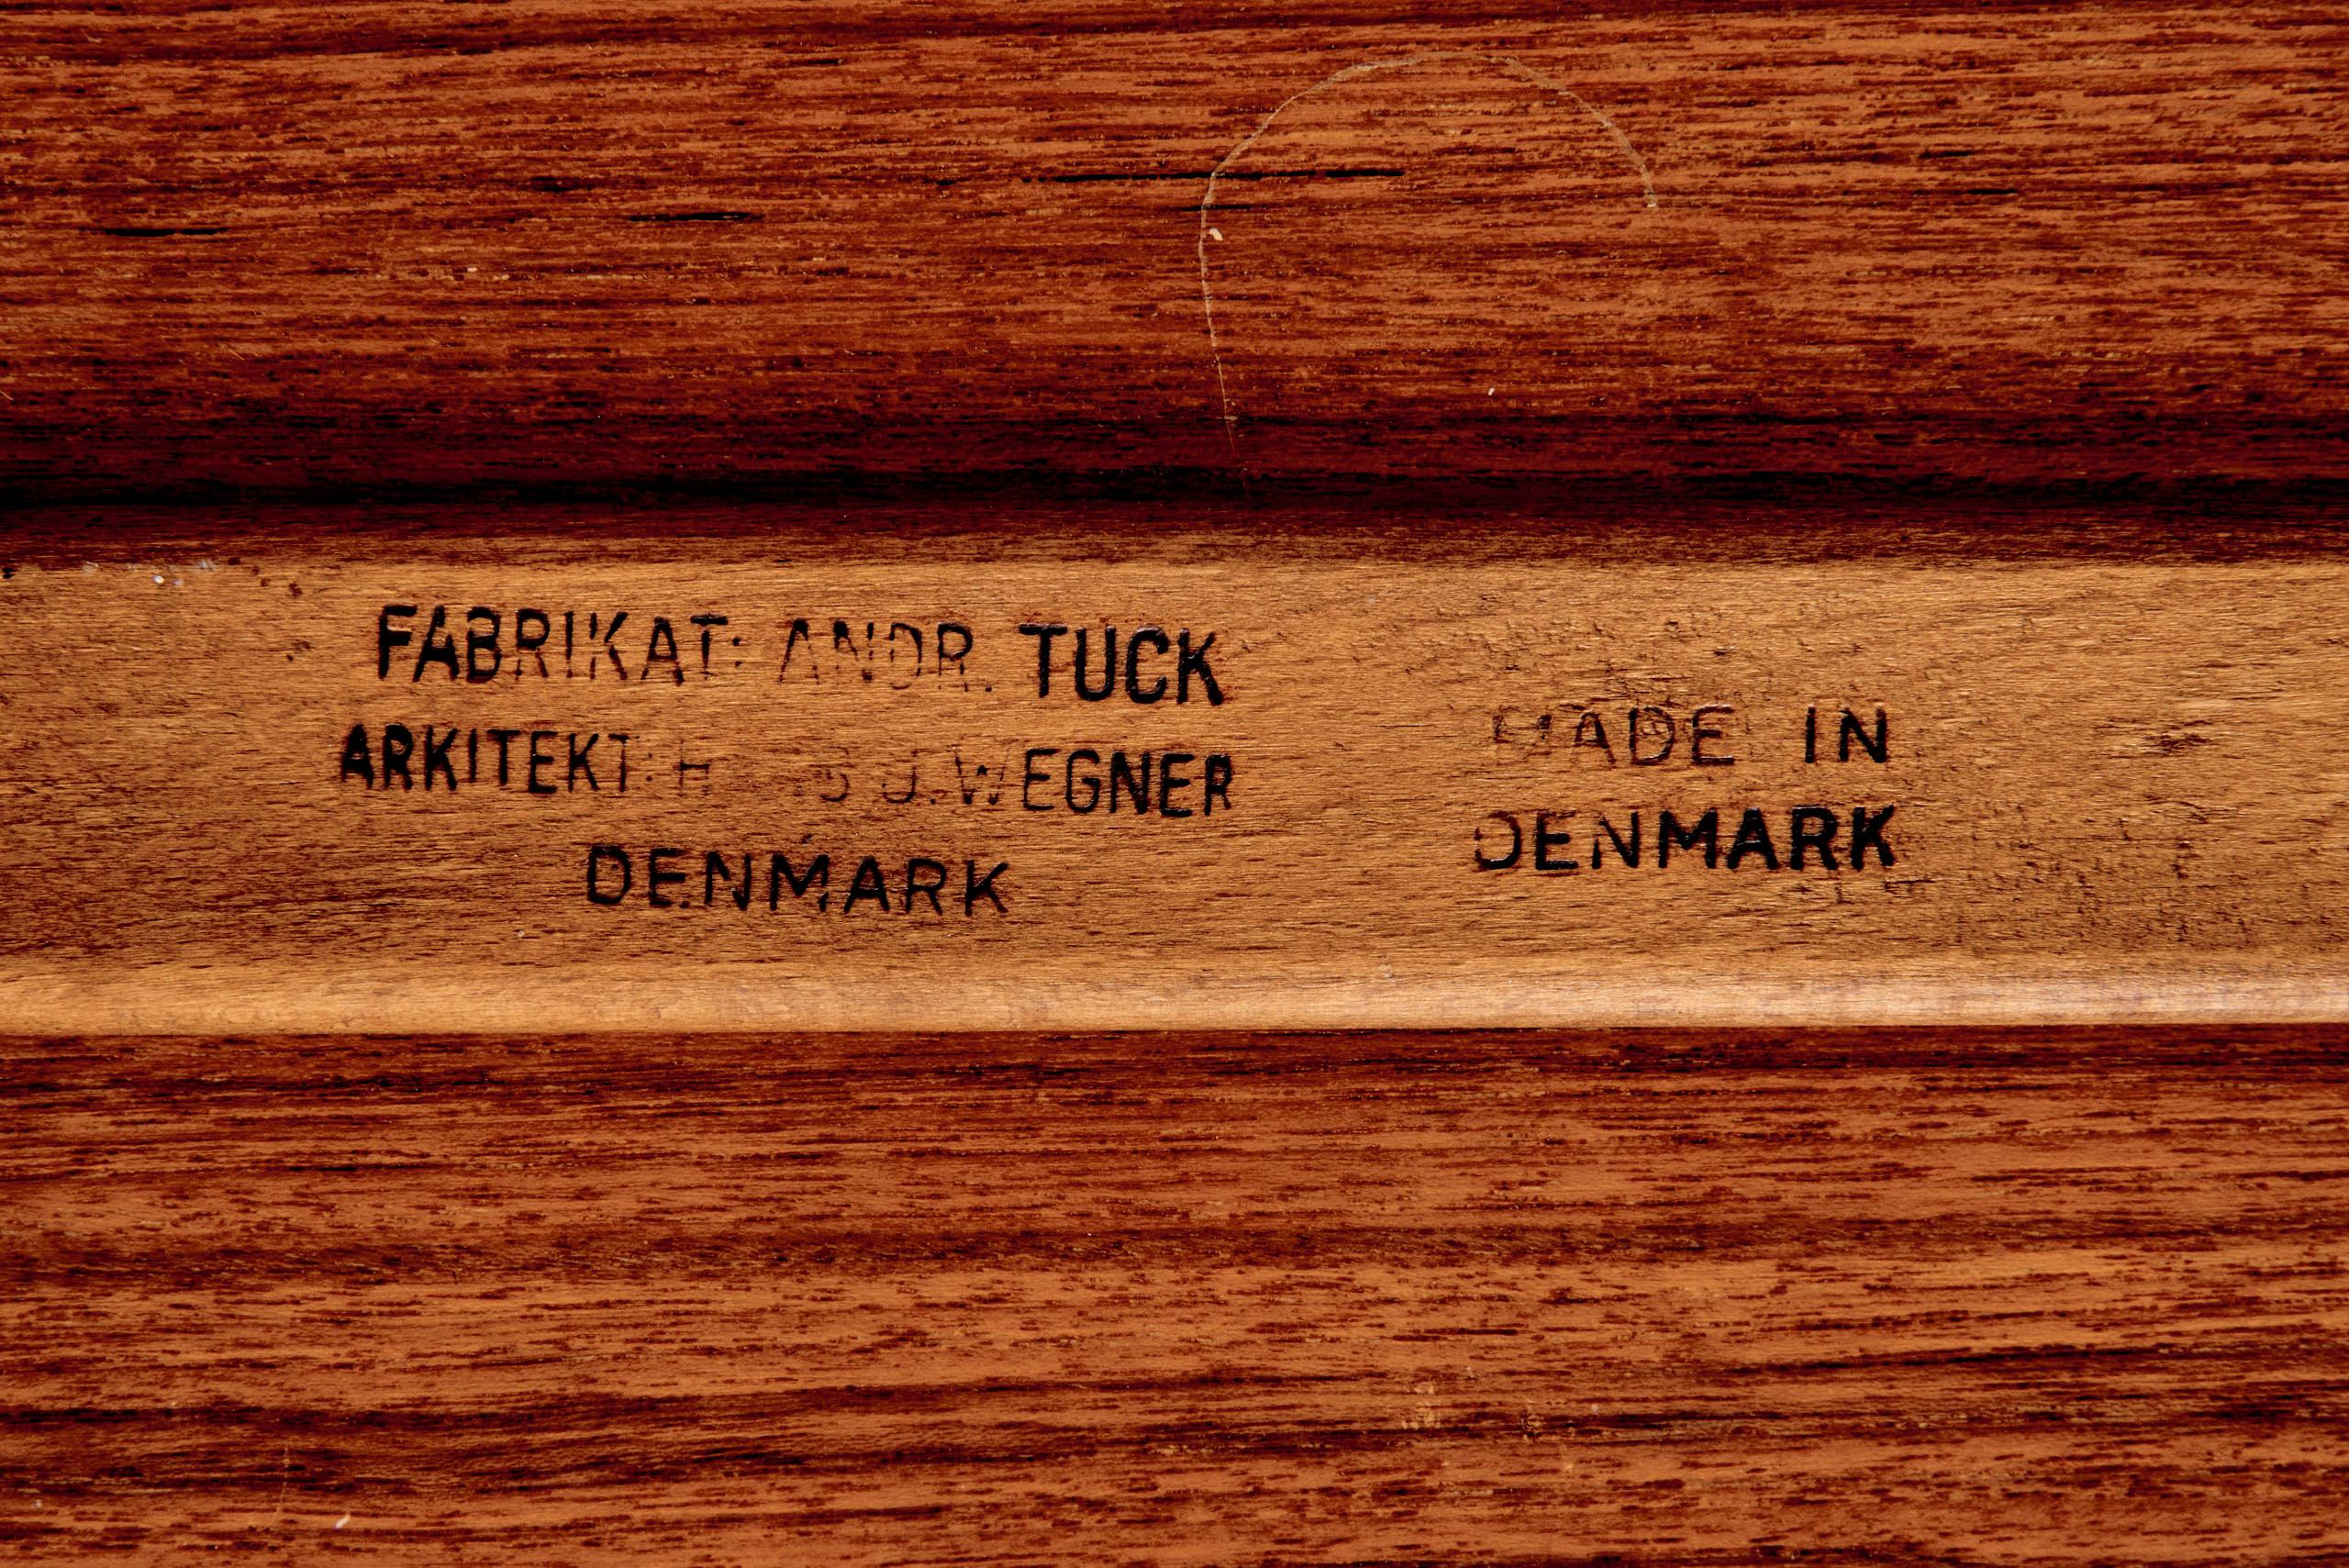 FABRIKAT: ANDR. TUCK
ARKITEKT: J. WEGNER
DENMARK
MADE IN
DENMARK